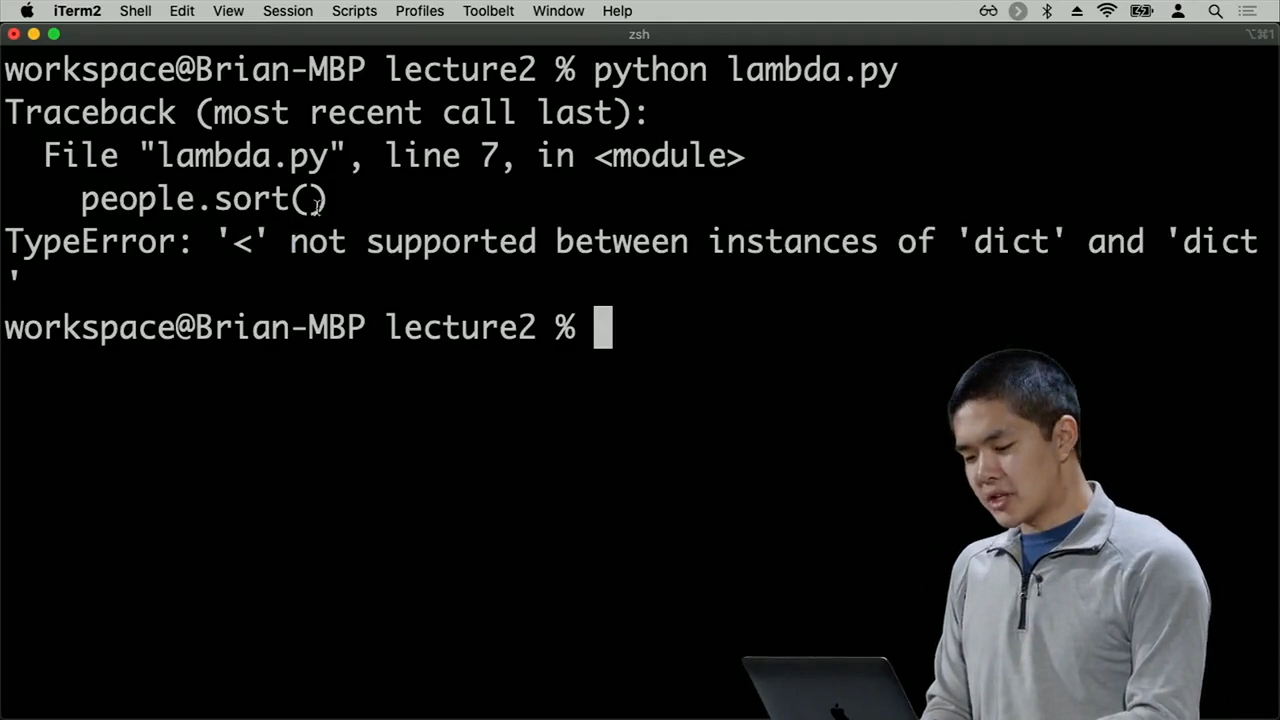 iTerm2 Shell Edit View Session Scripts Profiles Toolbelt Window Help
zsh
⌥⌘1
workspace@Brian-MBP lecture2 % python lambda.py
Traceback (most recent call last):
  File "lambda.py", line 7, in <module>
    people.sort()
TypeError: '<' not supported between instances of 'dict' and 'dict
'
workspace@Brian-MBP lecture2 %